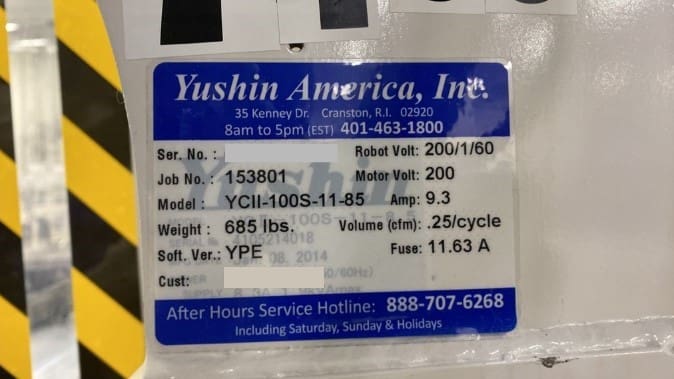 Yushin America, Inc.
35 Kenney Dr. Cranston, R.I. 02920
8am to 5pm (EST) 401-463-1800
Ser. No. : Robot Volt: 200/1/60
Job No. : 153801 Motor Volt: 200
Model : YCII-100S-11-85 Amp: 9.3
Weight : 685 lbs. Volume (cfm): .25/cycle
Soft. Ver.: YPE Fuse: 11.63 A
Cust:
After Hours Service Hotline: 888-707-6268
Including Saturday, Sunday & Holidays